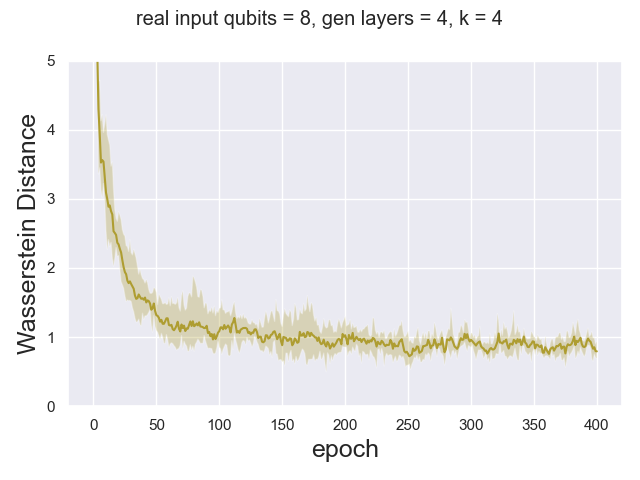 real input qubits = 8, gen layers = 4, k = 4
5
4
3
2
1
0
Wasserstein Distance
0 50 100 150 200 250 300 350 400
epoch